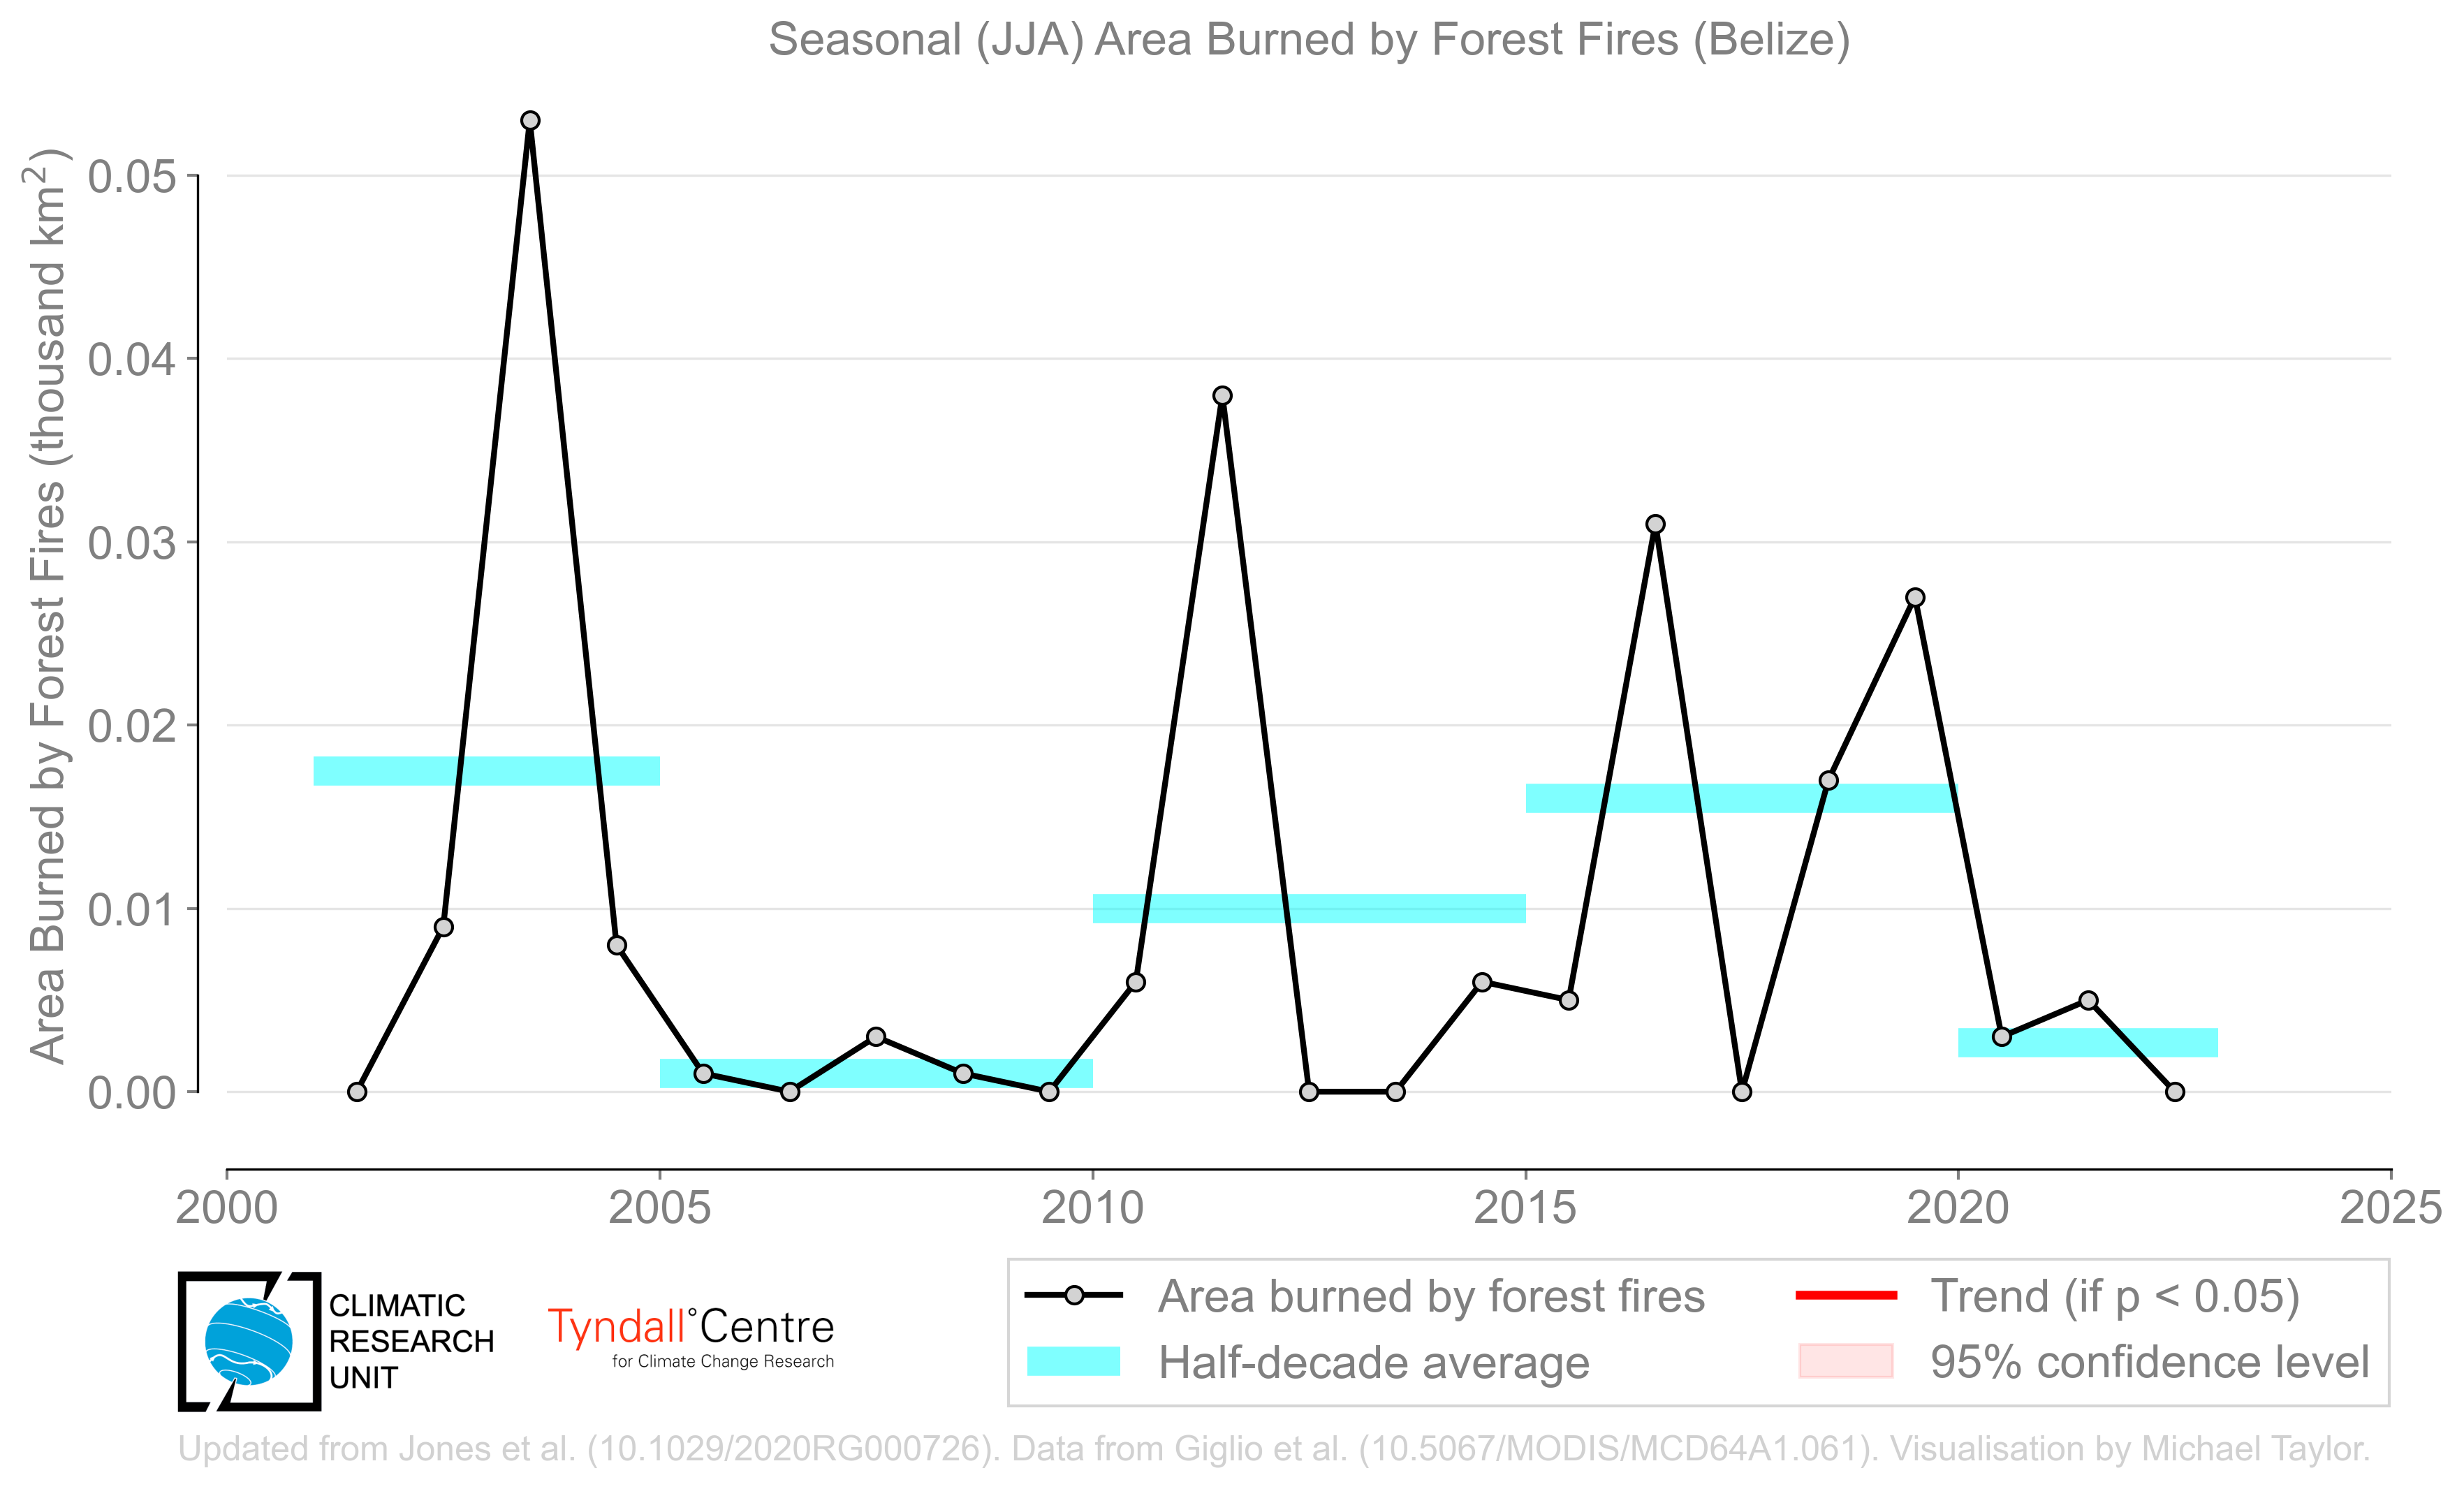 Seasonal (JJA) Area Burned by Forest Fires (Belize)
Area Burned by Forest Fires (thousand km²)
0.05
0.04
0.03
0.02
0.01
0.00
2000 2005 2010 2015 2020 2025
CLIMATIC
RESEARCH
UNIT
Tyndall°Centre
for Climate Change Research
Area burned by forest fires
Half-decade average
Trend (if p < 0.05)
95% confidence level
Updated from Jones et al. (10.1029/2020RG000726). Data from Giglio et al. (10.5067/MODIS/MCD64A1.061). Visualisation by Michael Taylor.